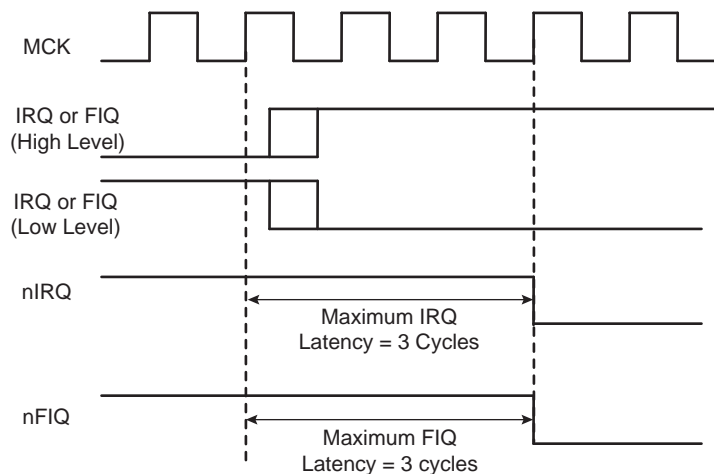 MCK
IRQ or FIQ
(High Level)
IRQ or FIQ
(Low Level)
nIRQ
Maximum IRQ
Latency = 3 Cycles
nFIQ
Maximum FIQ
Latency = 3 cycles